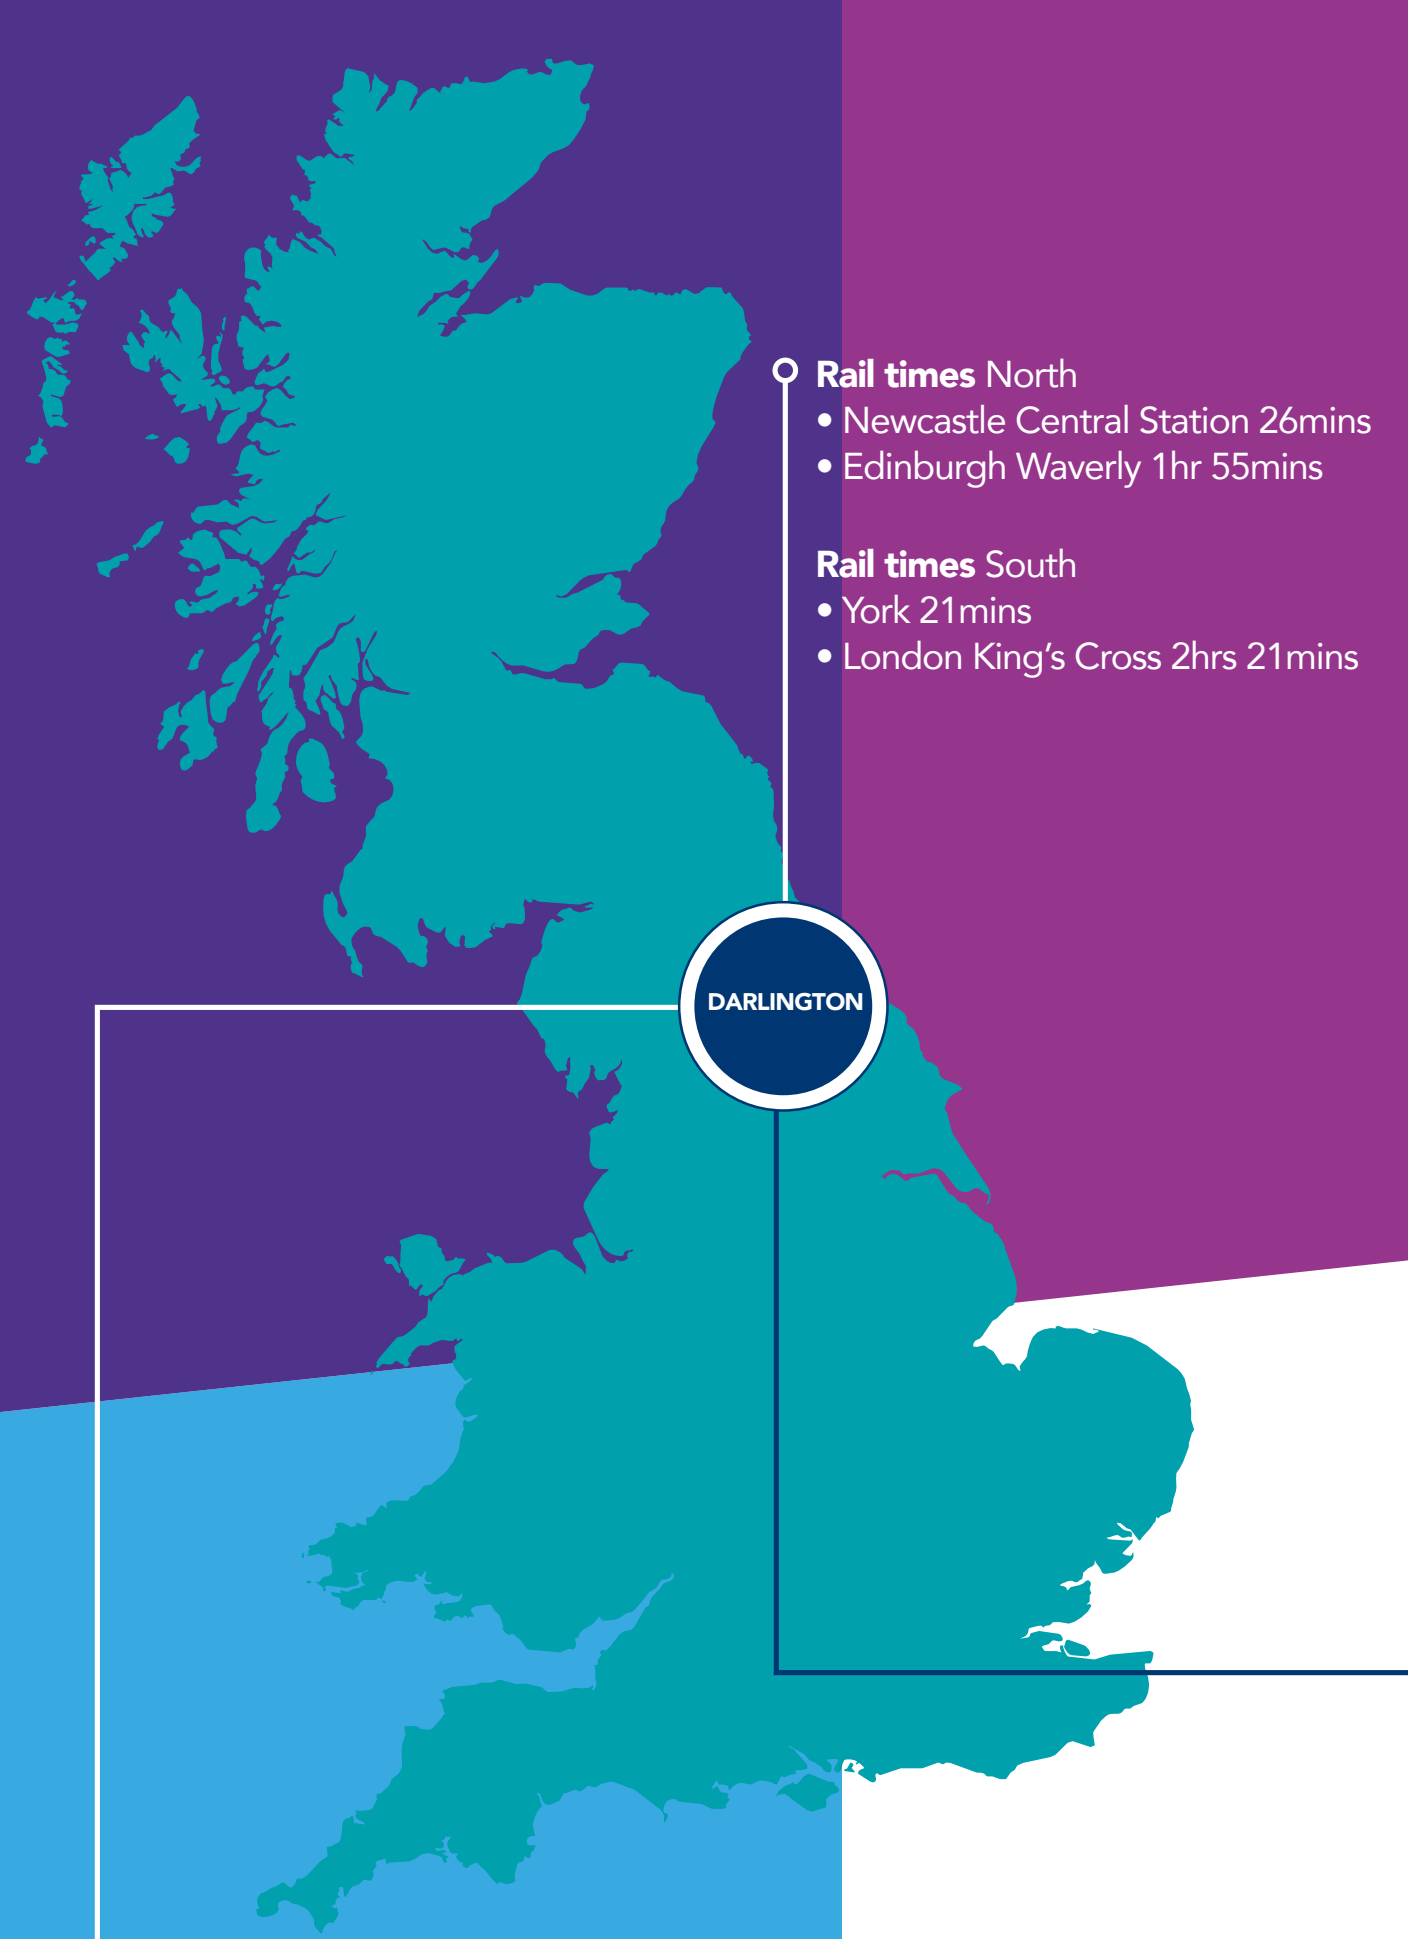 Rail times North
• Newcastle Central Station 26mins
• Edinburgh Waverly 1hr 55mins
Rail times South
• York 21mins
• London King’s Cross 2hrs 21mins
DARLINGTON